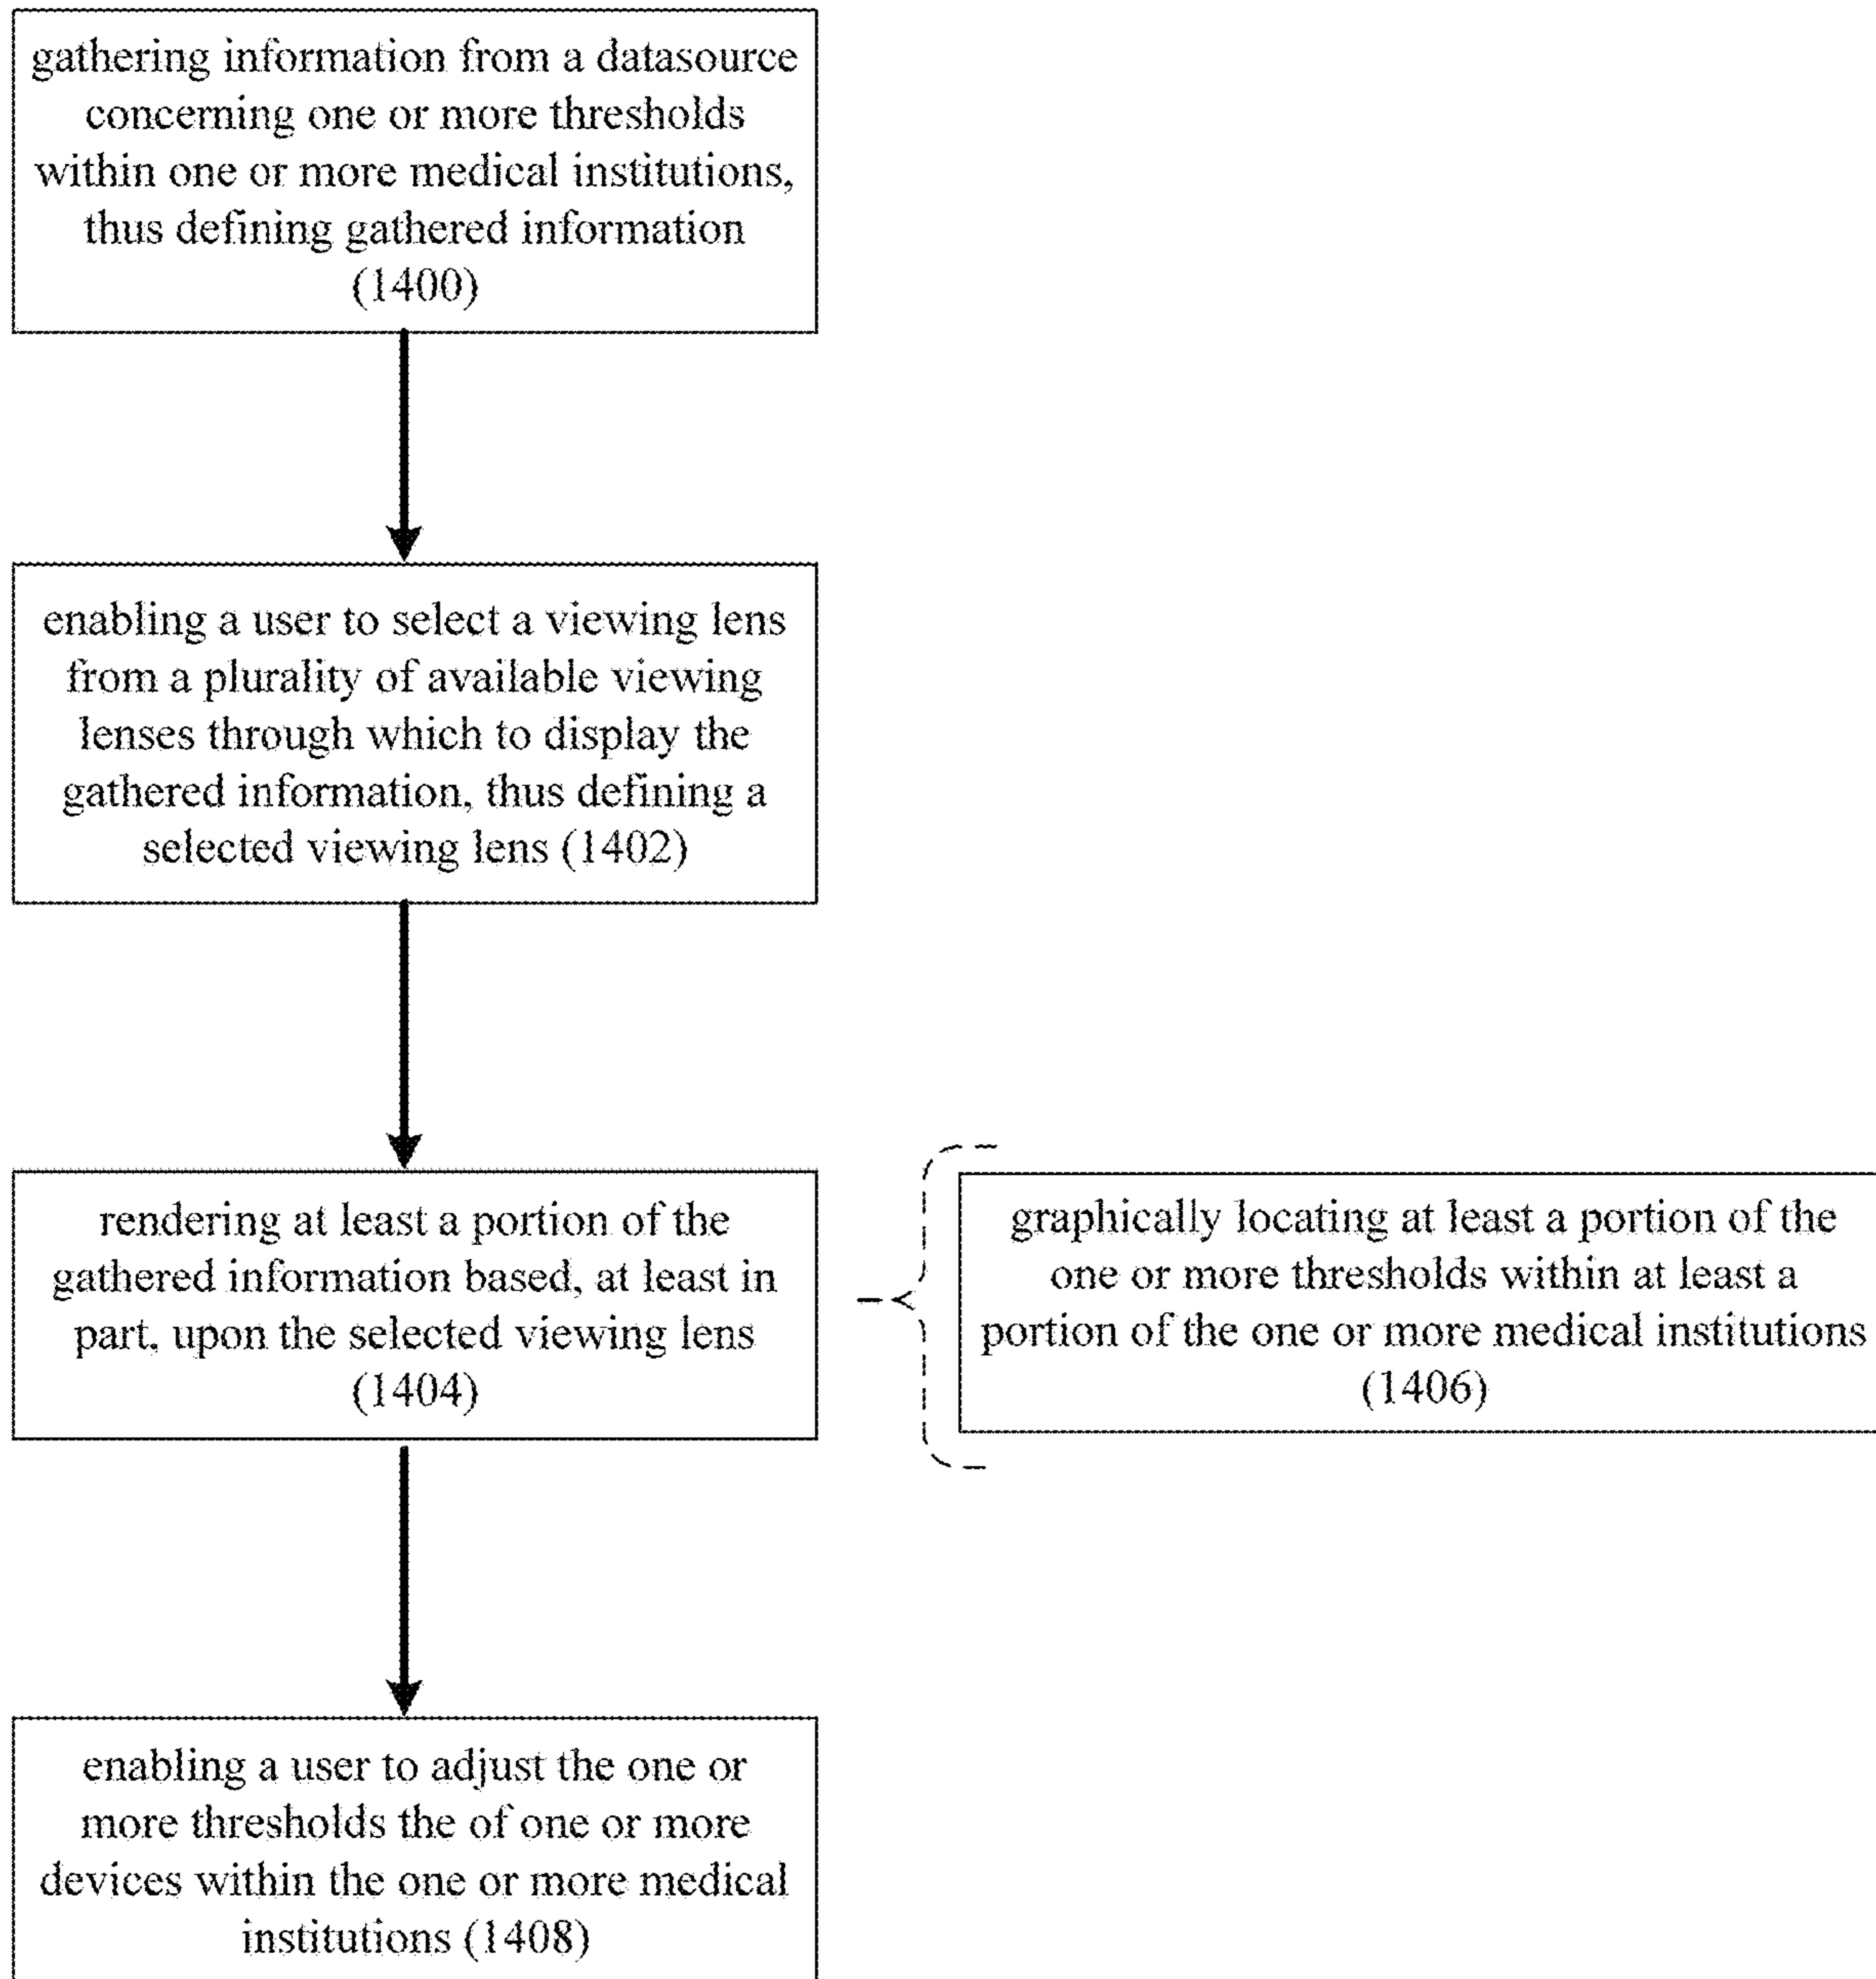 gathering information from a datasource
concerning one or more thresholds
within one or more medical institutions,
thus defining gathered information
(1400)
enabling a user to select a viewing lens
from a plurality of available viewing
lenses through which to display the
gathered information, thus defining a
selected viewing lens (1402)
rendering at least a portion of the
gathered information based, at least in
part, upon the selected viewing lens
(1404)
graphically locating at least a portion of the
one or more thresholds within at least a
portion of the one or more medical institutions
(1406)
enabling a user to adjust the one or
more thresholds the of one or more
devices within the one or more medical
institutions (1408)